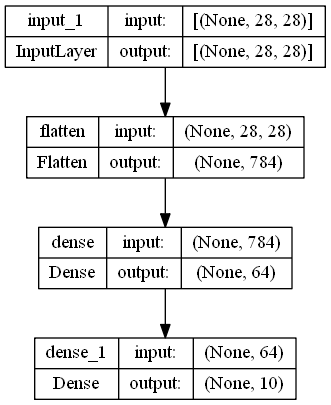 input_1 input: [(None, 28, 28)]
InputLayer output: [(None, 28, 28)]
flatten input: (None, 28, 28)
Flatten output: (None, 784)
dense input: (None, 784)
Dense output: (None, 64)
dense_1 input: (None, 64)
Dense output: (None, 10)